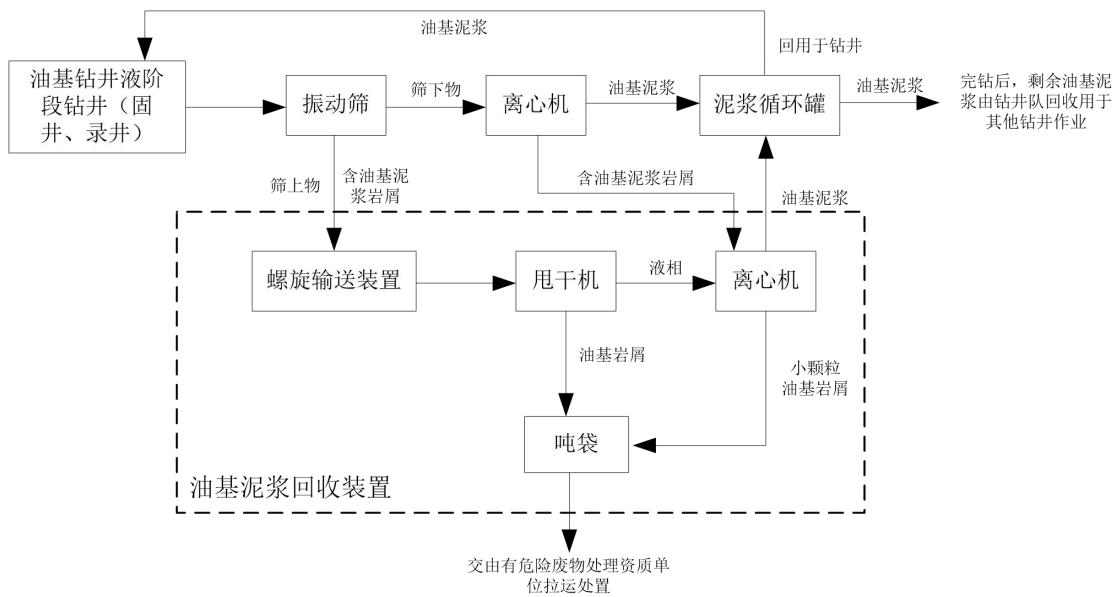 油基泥浆
回用于钻井
油基钻井液阶
段钻井（固
井、录井）
振动筛
筛下物
离心机
油基泥浆
泥浆循环罐
油基泥浆
完钻后，剩余油基泥
浆由钻井队回收用于
其他钻井作业
筛上物
含油基泥
浆岩屑
含油基泥浆岩屑
油基泥浆
螺旋输送装置
甩干机
液相
离心机
油基岩屑
小颗粒
油基岩屑
吨袋
油基泥浆回收装置
交由有危险废物处理资质单
位拉运处置